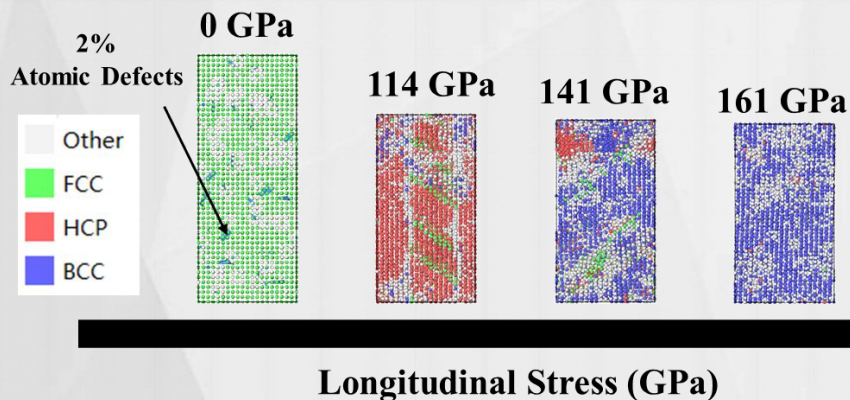 0 GPa
2%
Atomic Defects
114 GPa
141 GPa
161 GPa
Other
FCC
HCP
BCC
Longitudinal Stress (GPa)